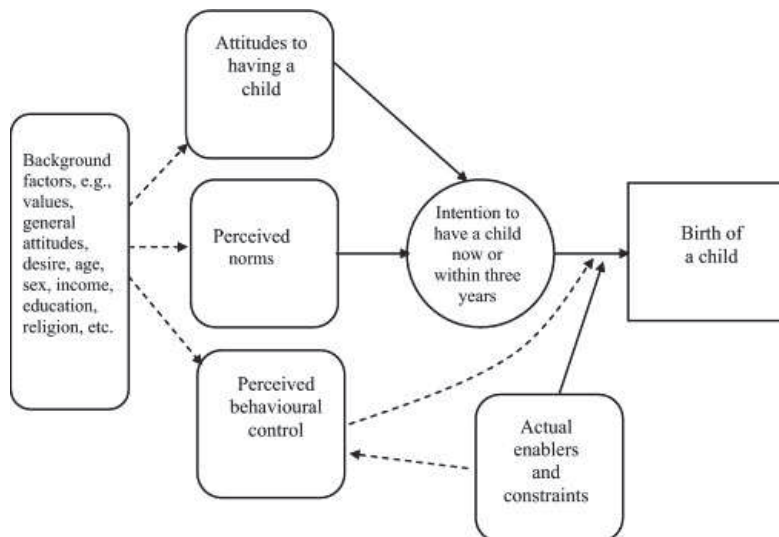 Attitudes to
having a
child
Background
factors, e.g.,
values,
general
attitudes,
desire, age,
sex, income,
education,
religion, etc.
Perceived
norms
Intention to
have a child
now or
within three
years
Birth of
a child
Perceived
behavioural
control
Actual
enablers
and
constraints